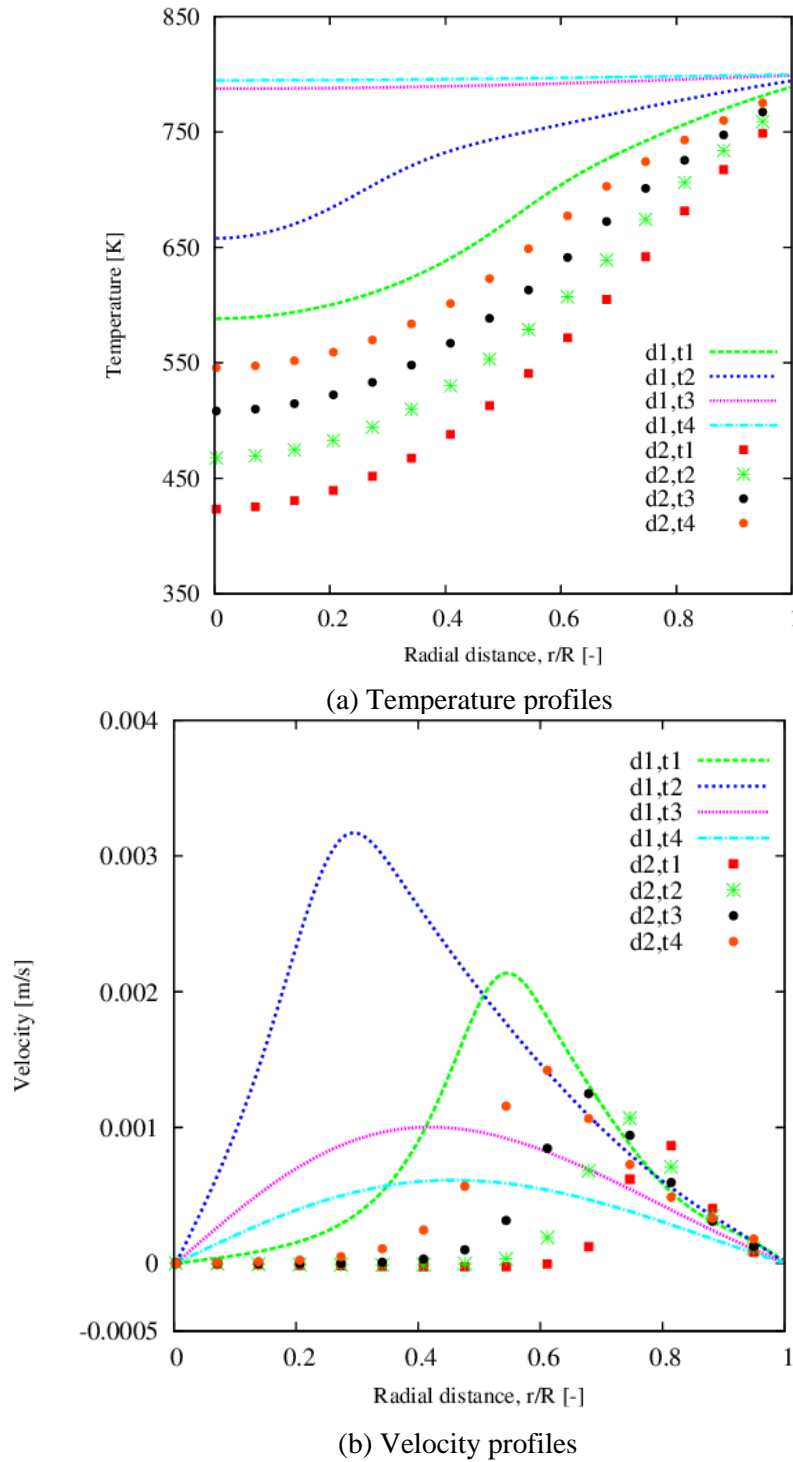 850
750
650
550
450
350
Temperature [K]
d1,t1
d1,t2
d1,t3
d1,t4
d2,t1
d2,t2
d2,t3
d2,t4
0 0.2 0.4 0.6 0.8 1
Radial distance, r/R [-]
(a) Temperature profiles
0.004
0.003
0.002
0.001
0
-0.0005
Velocity [m/s]
d1,t1
d1,t2
d1,t3
d1,t4
d2,t1
d2,t2
d2,t3
d2,t4
0 0.2 0.4 0.6 0.8 1
Radial distance, r/R [-]
(b) Velocity profiles